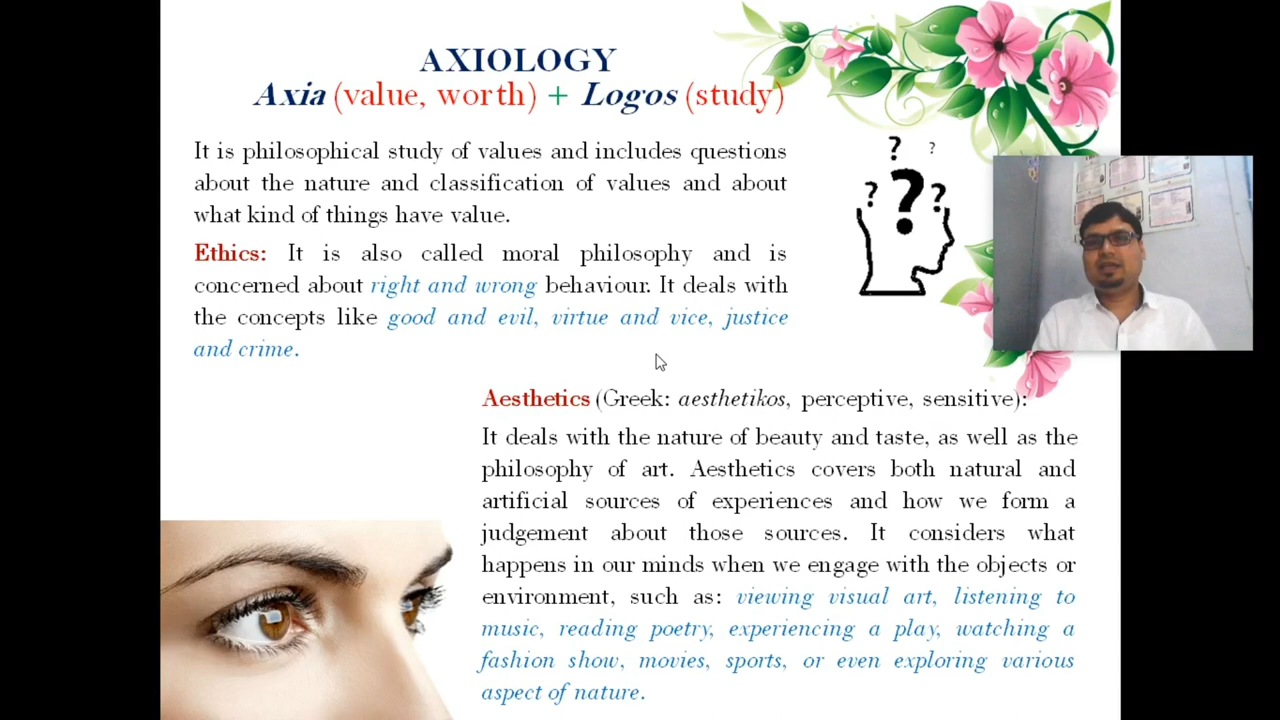 AXIOLOGY
Axia (value, worth) + Logos (study)
It is philosophical study of values and includes questions
about the nature and classification of values and about
what kind of things have value.
Ethics: It is also called moral philosophy and is
concerned about right and wrong behaviour. It deals with
the concepts like good and evil, virtue and vice, justice
and crime.
? ?
? ? ?
Aesthetics (Greek: aesthetikos, perceptive, sensitive):
It deals with the nature of beauty and taste, as well as the
philosophy of art. Aesthetics covers both natural and
artificial sources of experiences and how we form a
judgement about those sources. It considers what
happens in our minds when we engage with the objects or
environment, such as: viewing visual art, listening to
music, reading poetry, experiencing a play, watching a
fashion show, movies, sports, or even exploring various
aspect of nature.